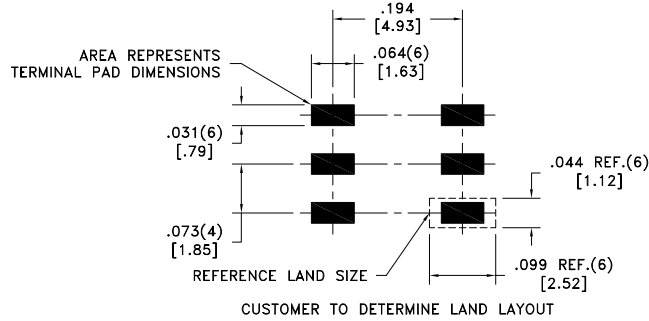 .194
[4.93]
AREA REPRESENTS
TERMINAL PAD DIMENSIONS
.064(6)
[1.63]
.031(6)
[.79]
.044 REF.(6)
[1.12]
.073(4)
[1.85]
REFERENCE LAND SIZE
.099 REF.(6)
[2.52]
CUSTOMER TO DETERMINE LAND LAYOUT